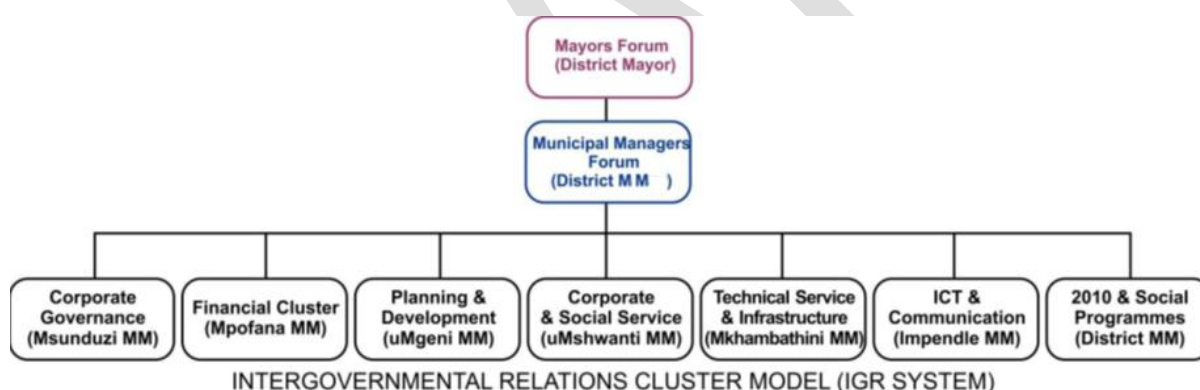 Mayors Forum
(District Mayor)
Municipal Managers
Forum
(District M M )
Corporate
Governance
(Msunduzi MM)
Financial Cluster
(Mpofana MM)
Planning &
Development
(uMgeni MM)
Corporate
& Social Service
(uMshwanti MM)
Technical Service
& Infrastructure
(Mkhambathini MM)
ICT &
Communication
(Impendle MM)
2010 & Social
Programmes
(District MM)
INTERGOVERNMENTAL RELATIONS CLUSTER MODEL (IGR SYSTEM)